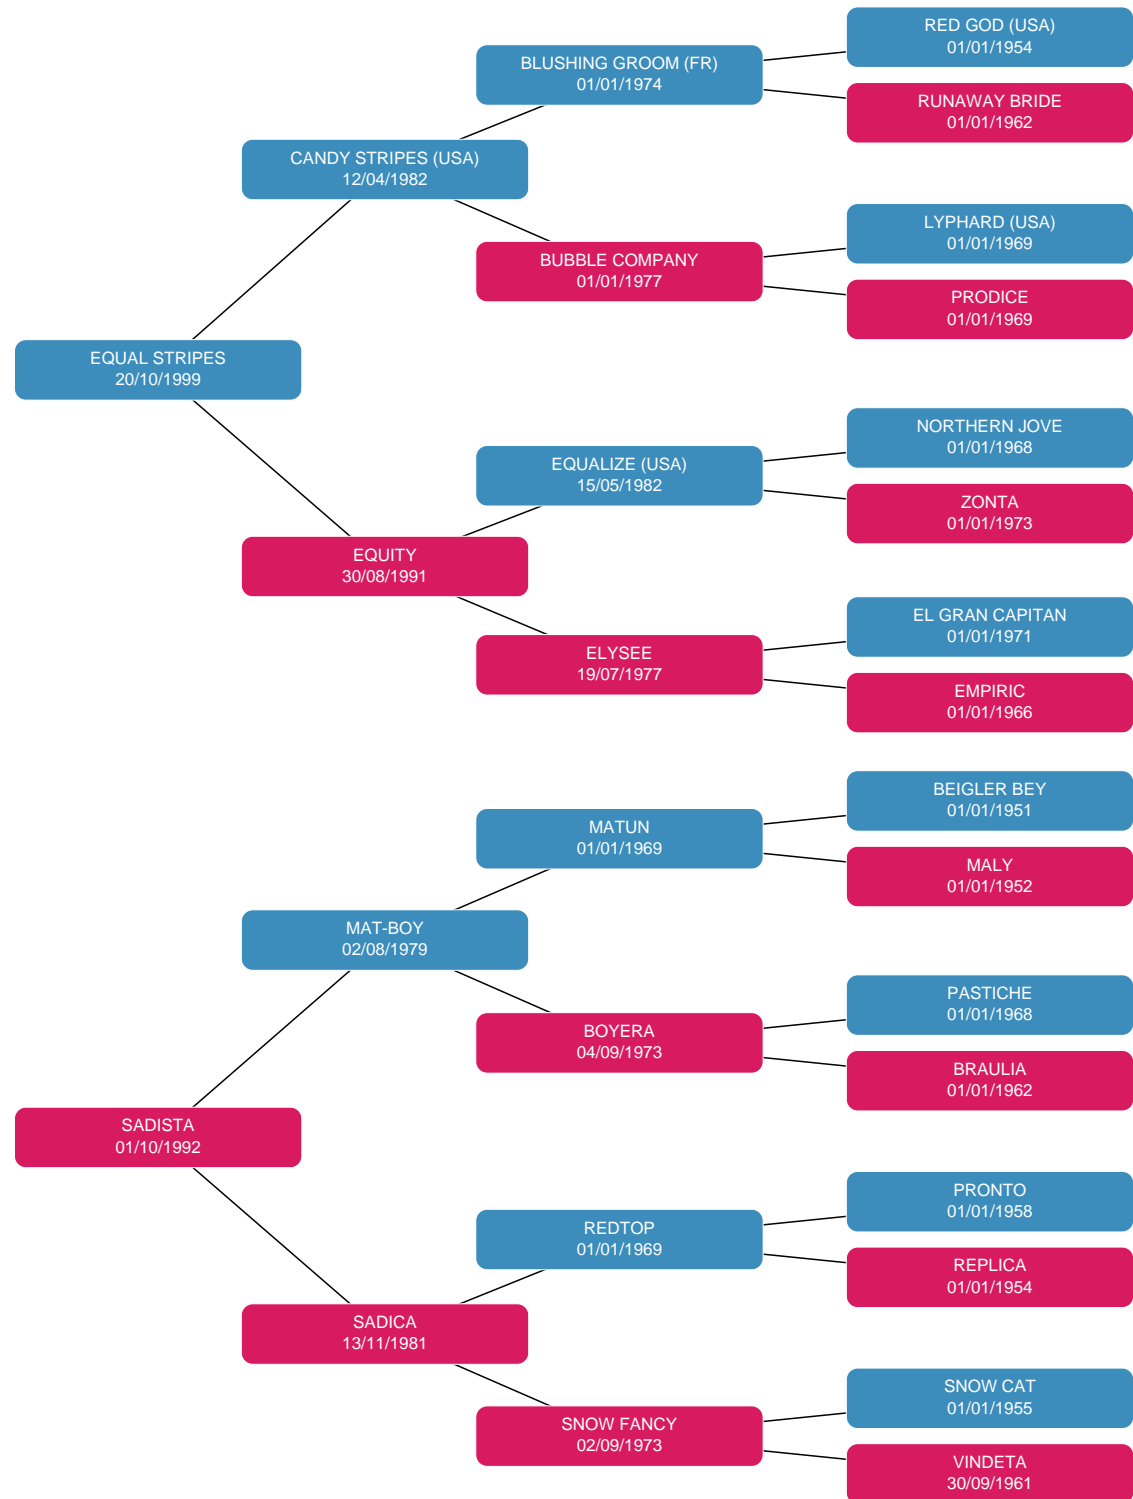 RED GOD (USA)
01/01/1954
BLUSHING GROOM (FR)
01/01/1974
RUNAWAY BRIDE
01/01/1962
CANDY STRIPES (USA)
12/04/1982
LYPHARD (USA)
01/01/1969
BUBBLE COMPANY
01/01/1977
PRODICE
01/01/1969
EQUAL STRIPES
20/10/1999
NORTHERN JOVE
01/01/1968
EQUALIZE (USA)
15/05/1982
ZONTA
01/01/1973
EQUITY
30/08/1991
EL GRAN CAPITAN
01/01/1971
ELYSEE
19/07/1977
EMPIRIC
01/01/1966
BEIGLER BEY
01/01/1951
MATUN
01/01/1969
MALY
01/01/1952
MAT-BOY
02/08/1979
PASTICHE
01/01/1968
BOYERA
04/09/1973
BRAULIA
01/01/1962
SADISTA
01/10/1992
PRONTO
01/01/1958
REDTOP
01/01/1969
REPLICA
01/01/1954
SADICA
13/11/1981
SNOW CAT
01/01/1955
SNOW FANCY
02/09/1973
VINDETA
30/09/1961